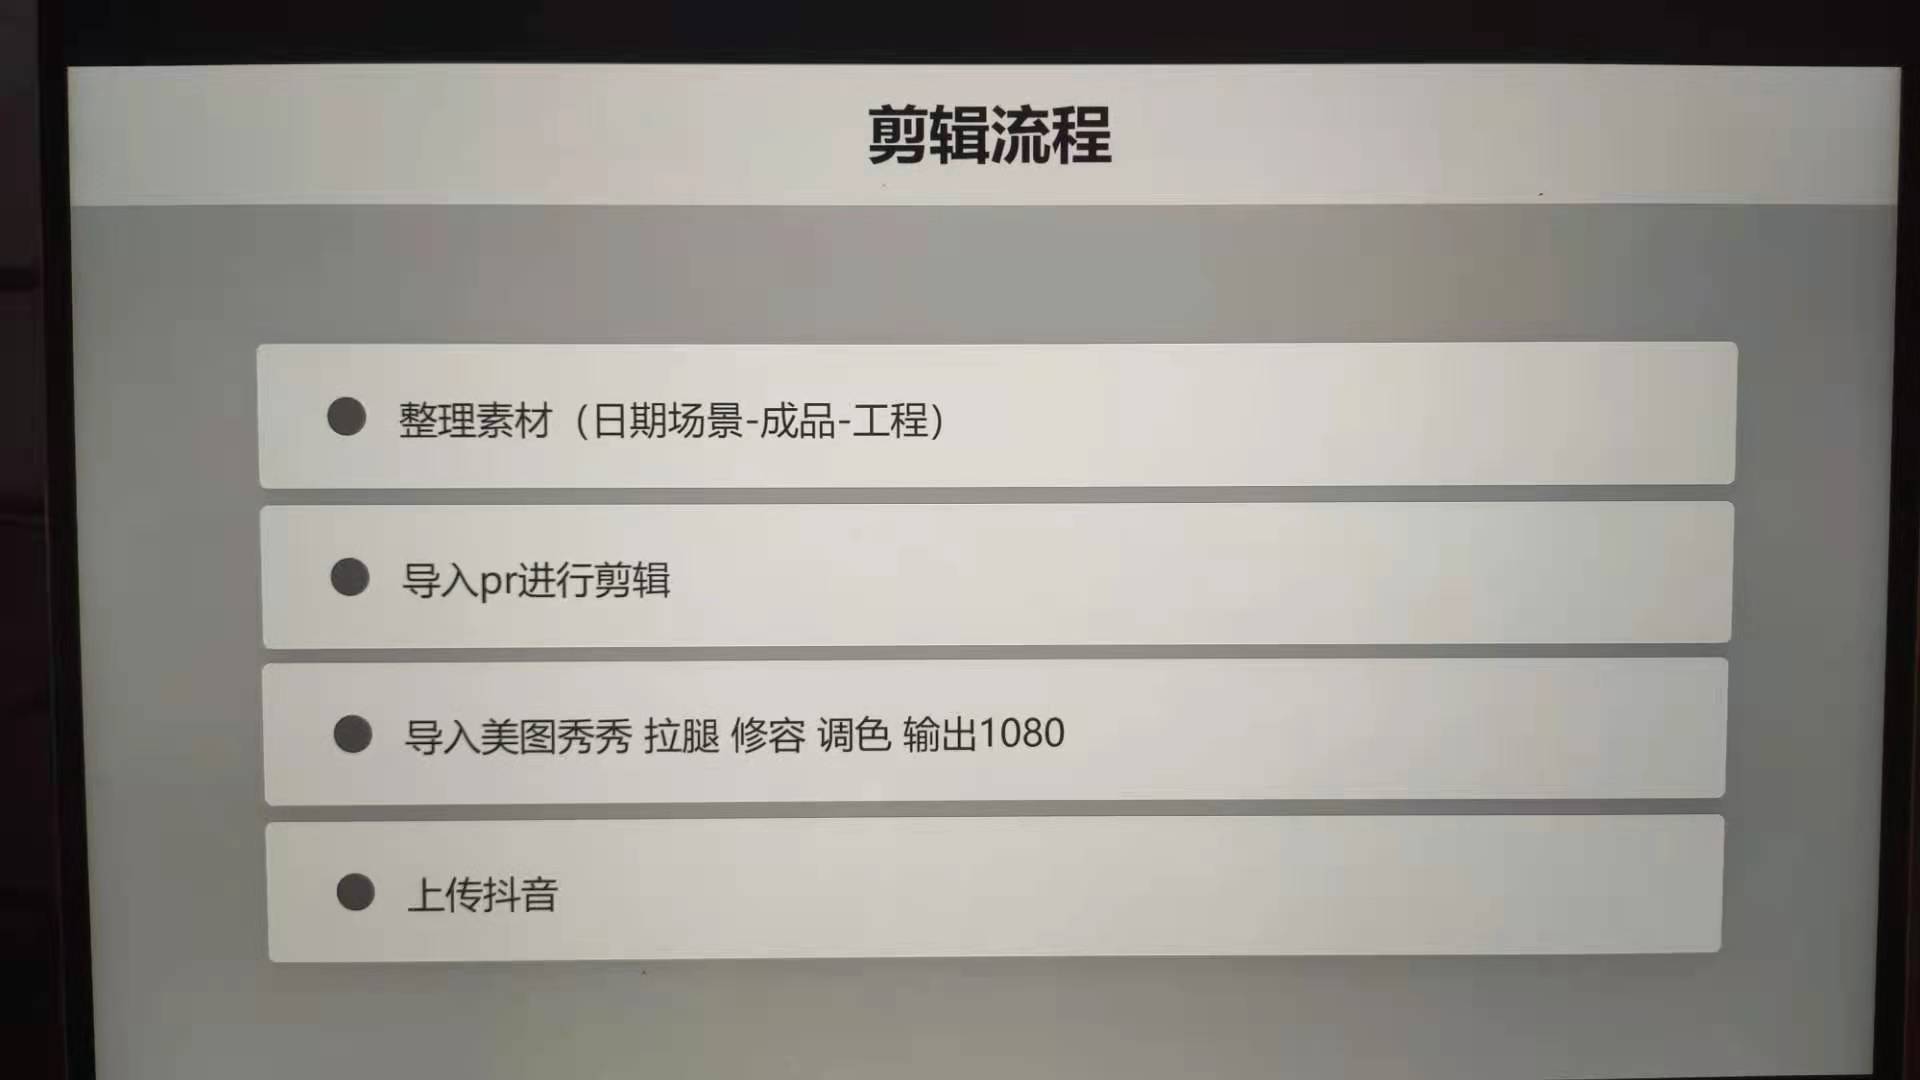 剪辑流程
整理素材（日期场景-成品-工程）
导入pr进行剪辑
导入美图秀秀 拉腿 修容 调色 输出1080
上传抖音